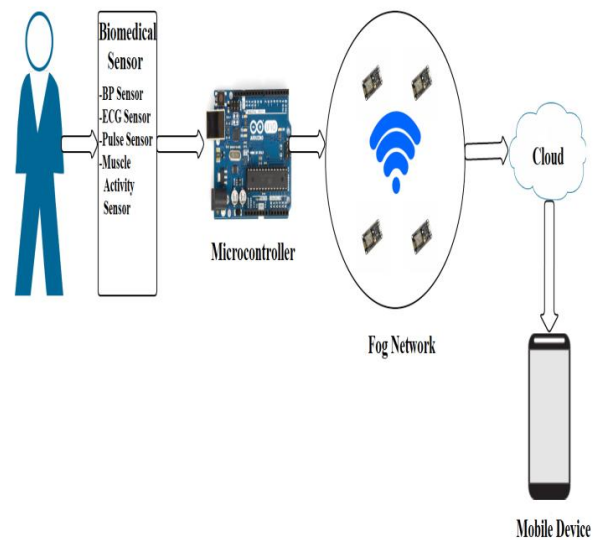 Biomedical
Sensor
-BP Sensor
-ECG Sensor
-Pulse Sensor
-Muscle
Activity
Sensor
Microcontroller
Fog Network
Cloud
Mobile Device